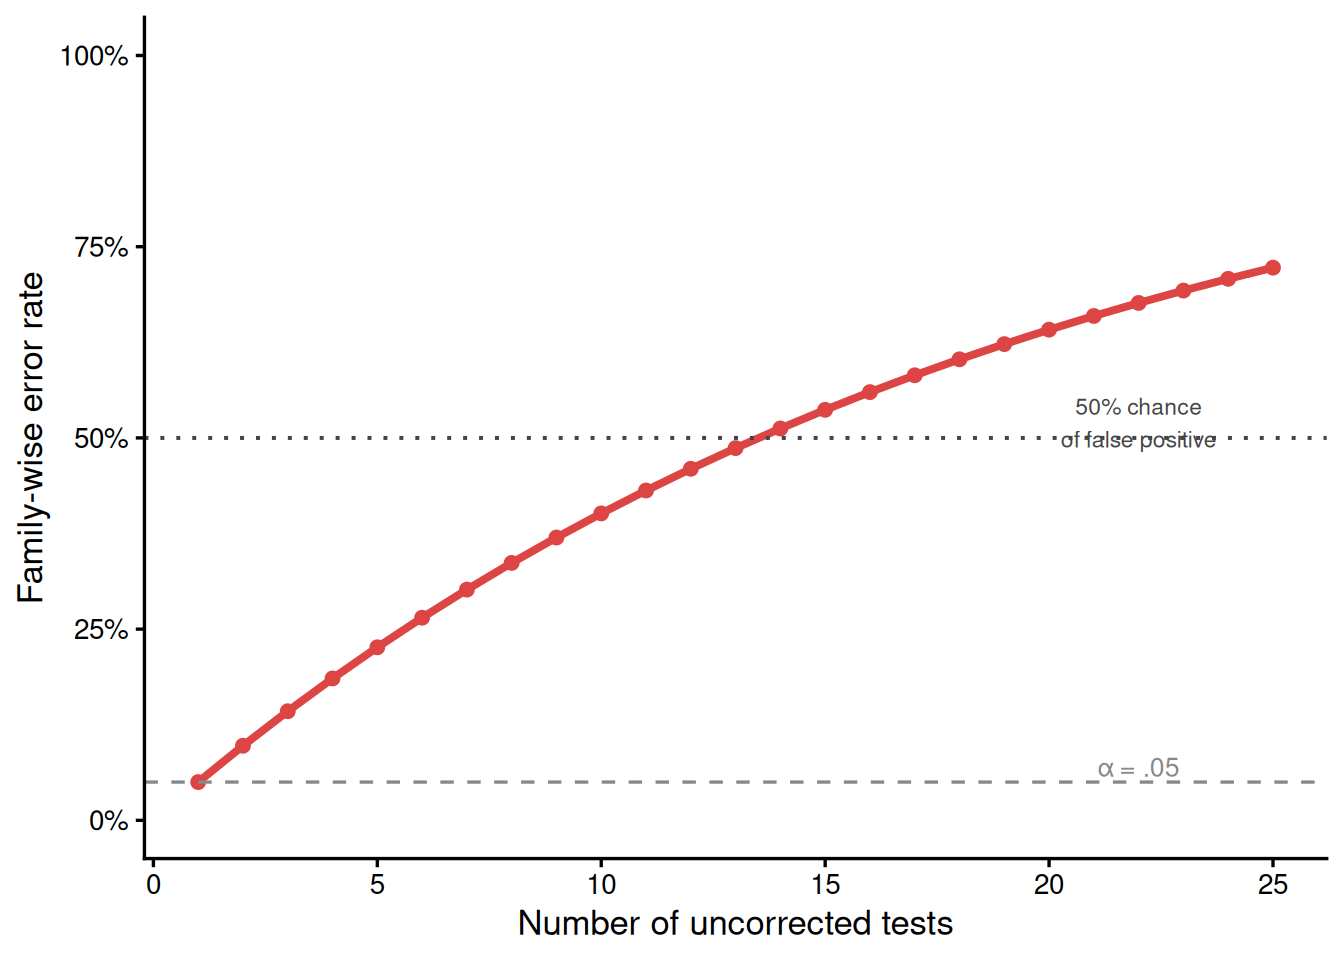 100%
75%
50%
25%
0%
Family-wise error rate
50% chance
of false positive
α = .05
0 5 10 15 20 25
Number of uncorrected tests